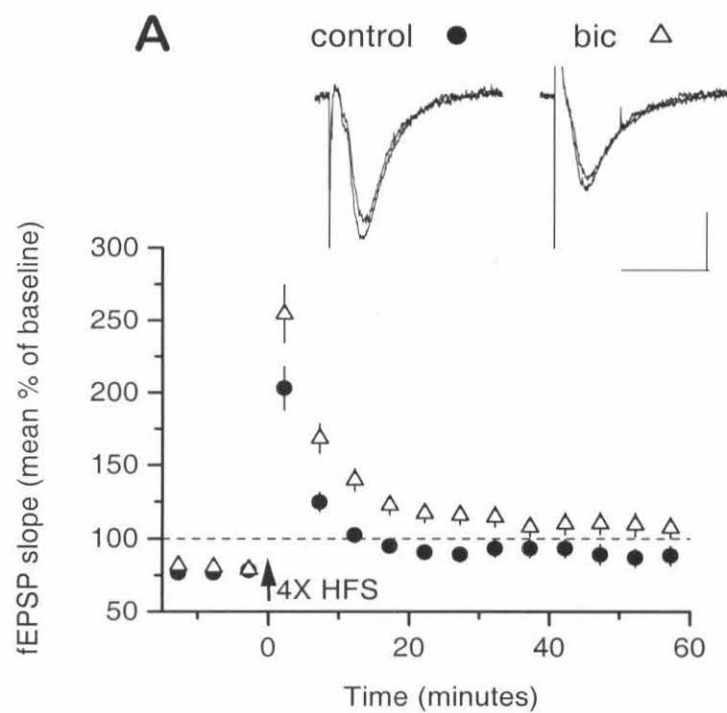 A
control ● bic △
fEPSP slope (mean % of baseline)
300
250
200
150
100
50
4X HFS
0 20 40 60
Time (minutes)